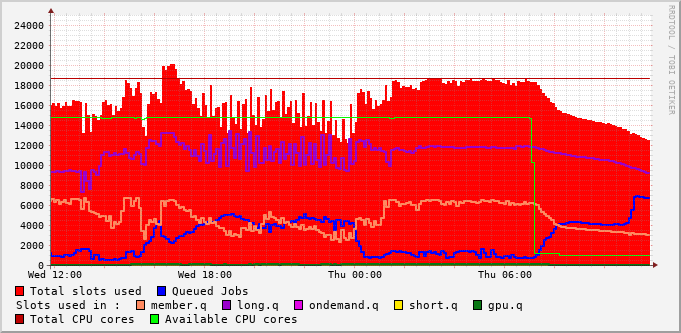 RRDTOOL / TOBI OETIKER
24000
22000
20000
18000
16000
14000
12000
10000
8000
6000
4000
2000
0
Wed 12:00 Wed 18:00 Thu 00:00 Thu 06:00
Total slots used Queued Jobs
Slots used in : member.q long.q ondemand.q short.q gpu.q
Total CPU cores Available CPU cores